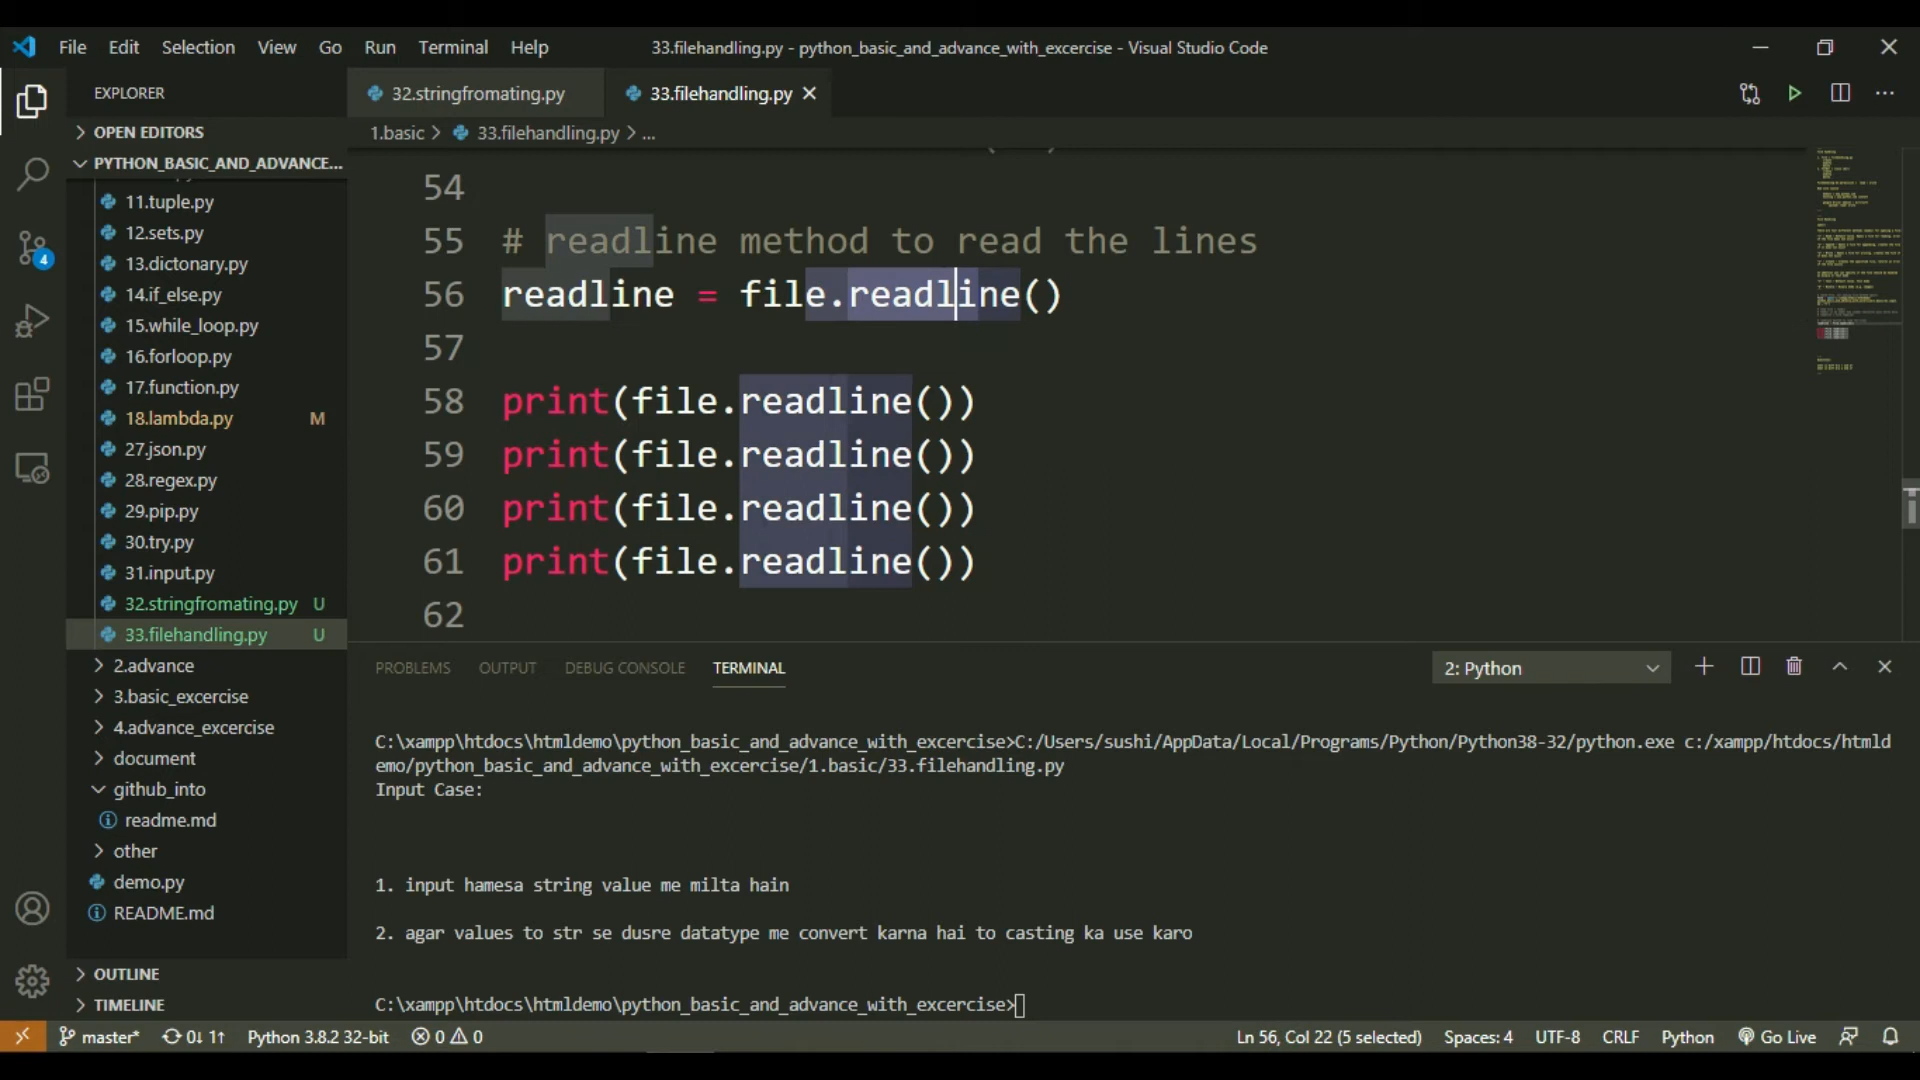 File Edit Selection View Go Run Terminal Help 33.filehandling.py - python_basic_and_advance_with_excercise - Visual Studio Code
EXPLORER
32.stringfromating.py 33.filehandling.py
OPEN EDITORS
1.basic > 33.filehandling.py > ...
PYTHON_BASIC_AND_ADVANCE...
11.tuple.py
12.sets.py
13.dictonary.py
14.if_else.py
15.while_loop.py
16.forloop.py
17.function.py
18.lambda.py M
27.json.py
28.regex.py
29.pip.py
30.try.py
31.input.py
32.stringfromating.py U
33.filehandling.py U
2.advance
3.basic_excercise
4.advance_excercise
document
github_into
readme.md
other
demo.py
README.md
OUTLINE
TIMELINE
4
54
55 # readline method to read the lines
56 readline = file.readline()
57
58 print(file.readline())
59 print(file.readline())
60 print(file.readline())
61 print(file.readline())
62
PROBLEMS OUTPUT DEBUG CONSOLE TERMINAL 2: Python
C:\xampp\htdocs\htmldemo\python_basic_and_advance_with_excercise>C:/Users/sushi/AppData/Local/Programs/Python/Python38-32/python.exe c:/xampp/htdocs/htmld
emo/python_basic_and_advance_with_excercise/1.basic/33.filehandling.py
Input Case:
1. input hamesa string value me milta hain
2. agar values to str se dusre datatype me convert karna hai to casting ka use karo
C:\xampp\htdocs\htmldemo\python_basic_and_advance_with_excercise>
master* 0↓ 1↑ Python 3.8.2 32-bit 0 0 Ln 56, Col 22 (5 selected) Spaces: 4 UTF-8 CRLF Python Go Live